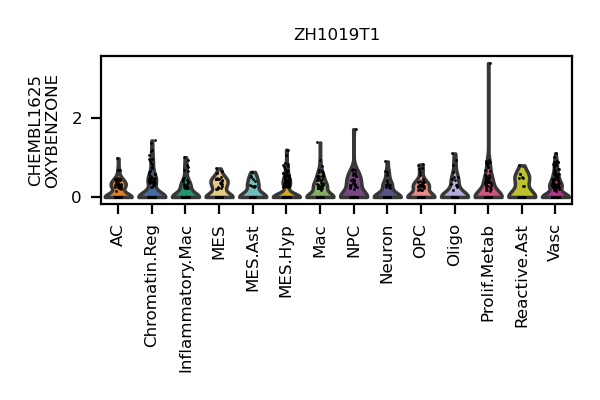 ZH1019T1
CHEMBL1625
OXYBENZONE
2
0
AC
Chromatin.Reg
Inflammatory.Mac
MES
MES.Ast
MES.Hyp
Mac
NPC
Neuron
OPC
Oligo
Prolif.Metab
Reactive.Ast
Vasc